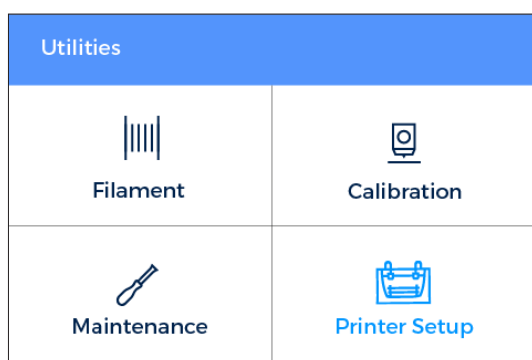 Utilities
Filament
Calibration
Maintenance
Printer Setup